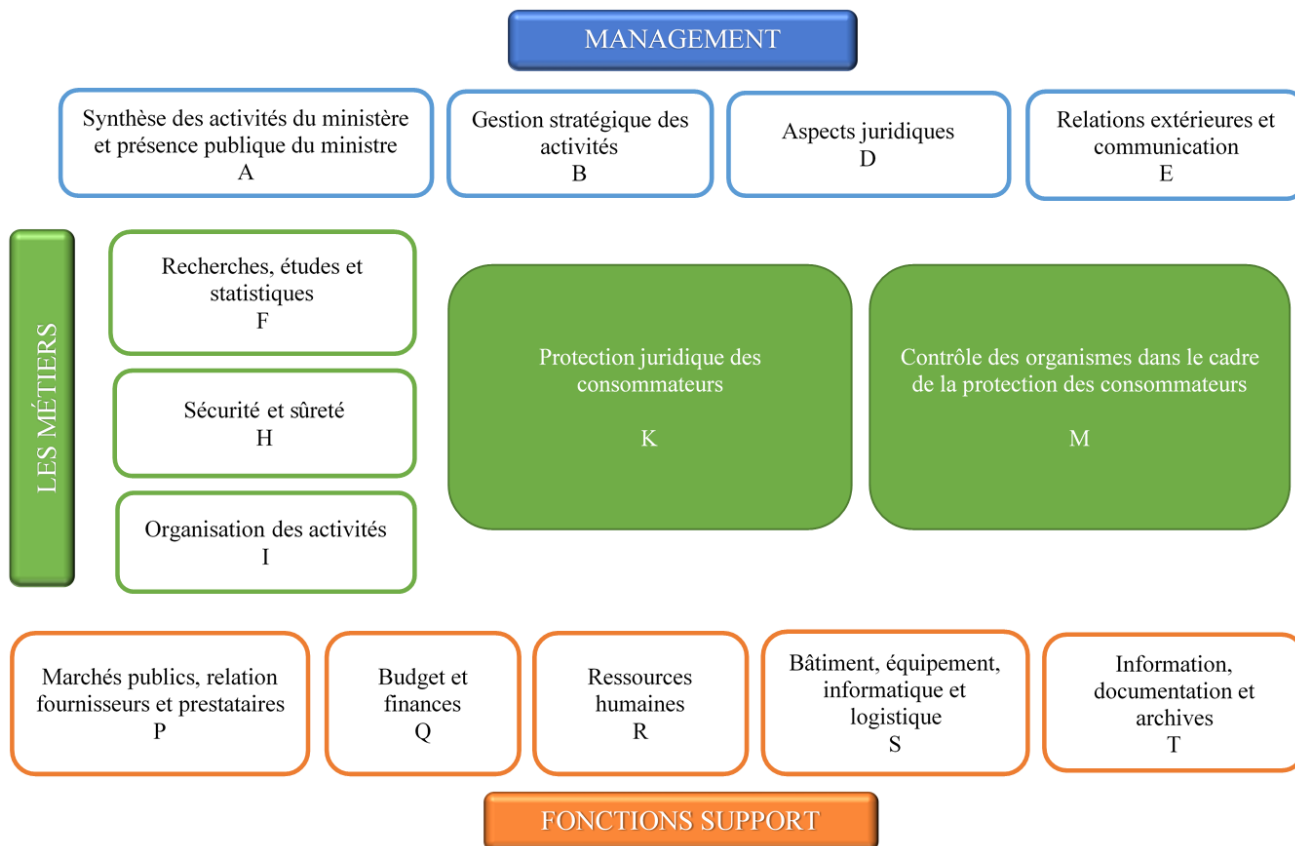 MANAGEMENT
Synthèse des activités du ministère
et présence publique du ministre
A
Gestion stratégique des
activités
B
Aspects juridiques
D
Relations extérieures et
communication
E
LES MÉTIERS
Recherches, études et
statistiques
F
Sécurité et sûreté
H
Organisation des activités
I
Protection juridique des
consommateurs
K
Contrôle des organismes dans le cadre
de la protection des consommateurs
M
Marchés publics, relation
fournisseurs et prestataires
P
Budget et
finances
Q
Ressources
humaines
R
Bâtiment, équipement,
informatique et
logistique
S
Information,
documentation et
archives
T
FONCTIONS SUPPORT